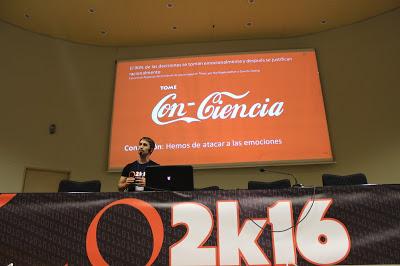 El 80% de las decisiones se toman emocionalmente y después se justifican
racionalmente
TOME
Con-Ciencia
Conclusión: Hemos de atacar a las emociones
2k16
2k16